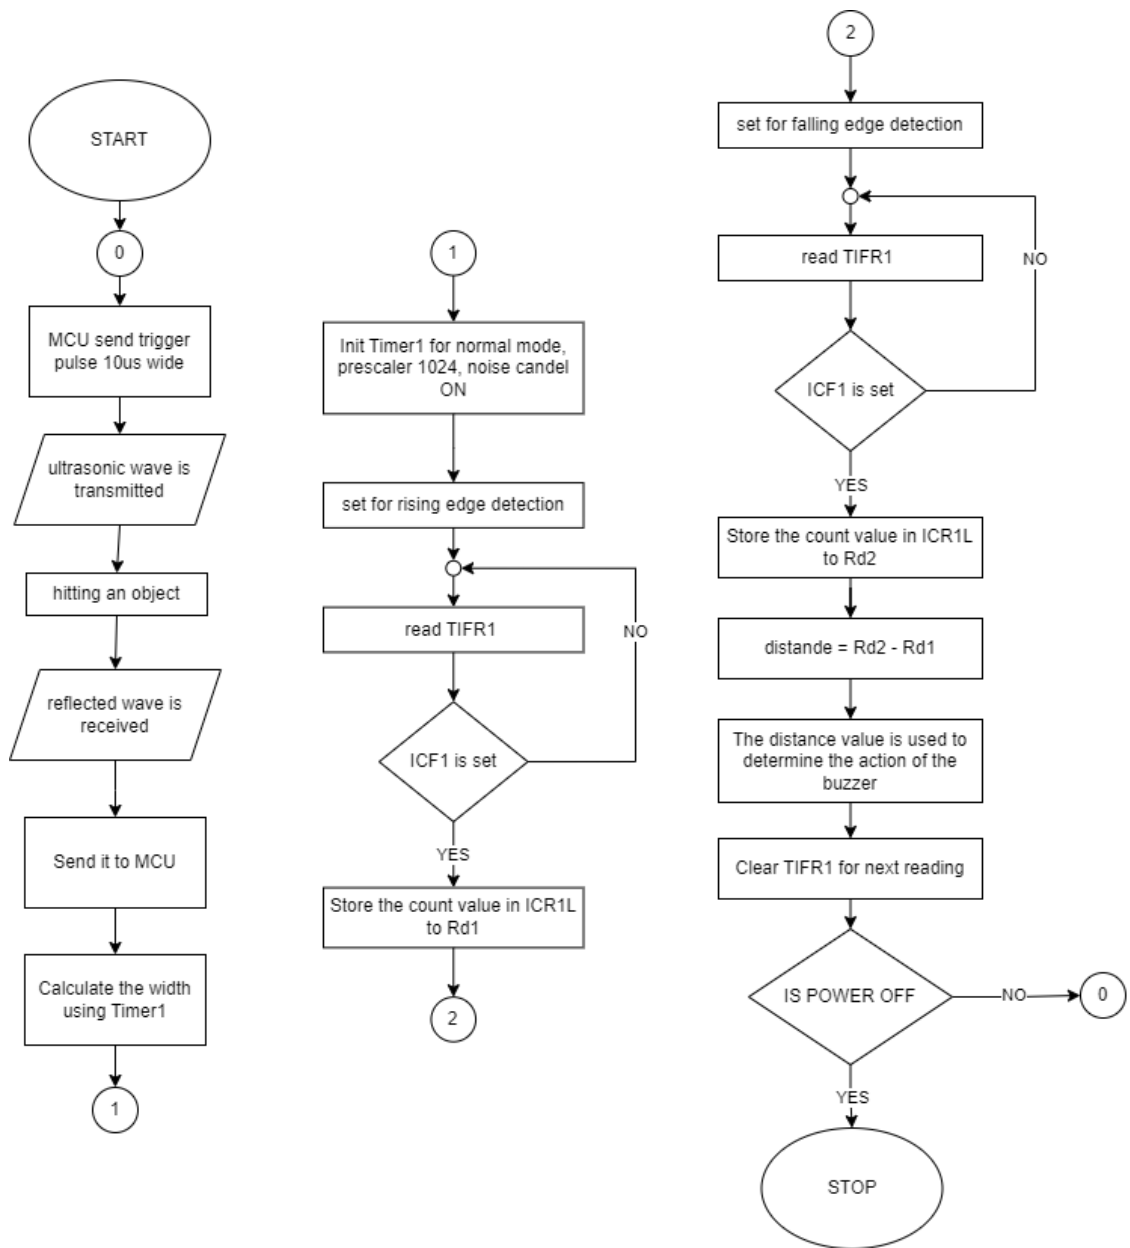 START
0
MCU send trigger
pulse 10us wide
ultrasonic wave is
transmitted
hitting an object
reflected wave is
received
Send it to MCU
Calculate the width
using Timer1
1
1
Init Timer1 for normal mode,
prescaler 1024, noise candel
ON
set for rising edge detection
read TIFR1
NO
ICF1 is set
YES
Store the count value in ICR1L
to Rd1
2
2
set for falling edge detection
read TIFR1
NO
ICF1 is set
YES
Store the count value in ICR1L
to Rd2
distande = Rd2 - Rd1
The distance value is used to
determine the action of the
buzzer
Clear TIFR1 for next reading
IS POWER OFF
NO
0
YES
STOP